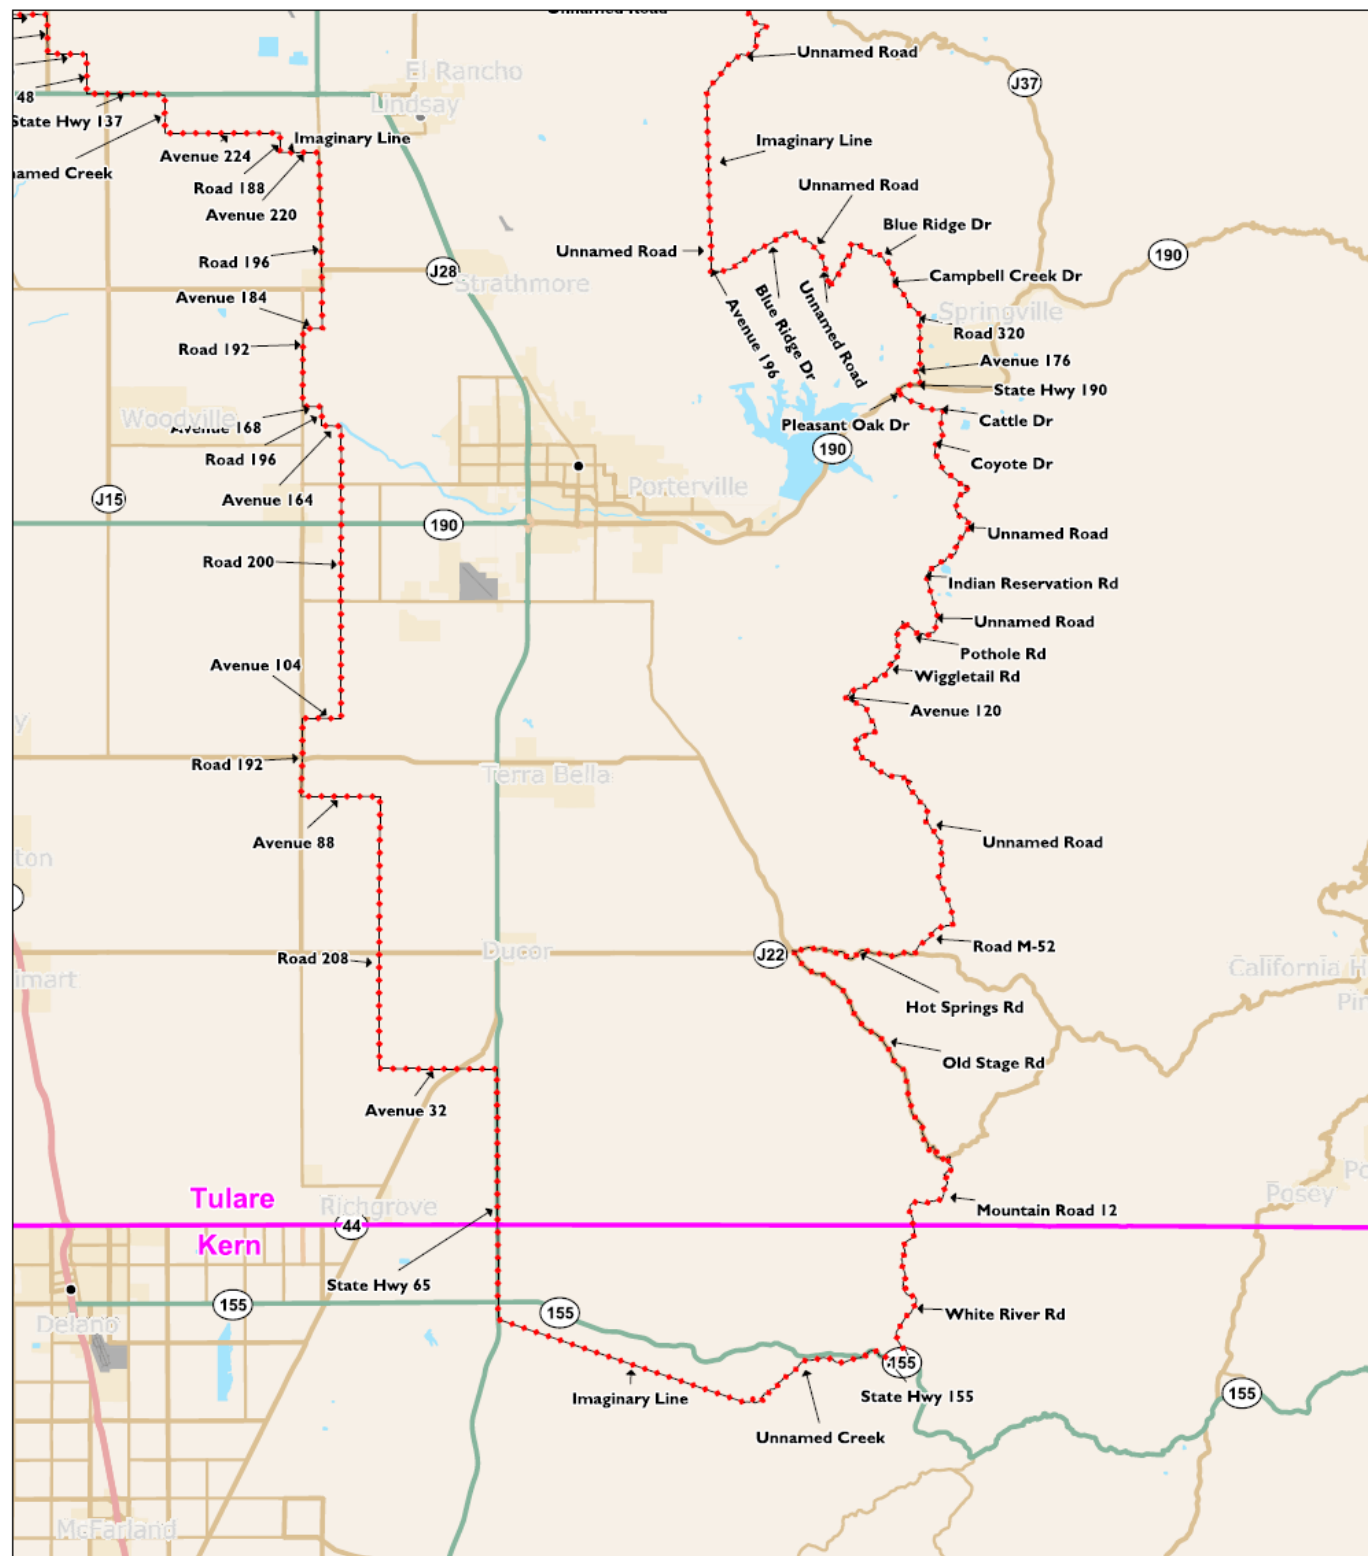 Unnamed Road
Unnamed Road
El Rancho
J37
48
Lindsay
State Hwy 137
Imaginary Line
Imaginary Line
Avenue 224
Unnamed Road
Road 188
Avenue 220
Blue Ridge Dr
Unnamed Road
190
Road 196
J28
Campbell Creek Dr
Strathmore
Avenue 184
Springville
Blue Ridge Dr
Unnamed Road
Avenue 196
Road 320
Road 192
Avenue 176
State Hwy 190
Woodville
Pleasant Oak Dr
Cattle Dr
Avenue 168
190
Road 196
Coyote Dr
Porterville
J15
Avenue 164
190
Unnamed Road
Road 200
Indian Reservation Rd
Unnamed Road
Pothole Rd
Avenue 104
Wiggletail Rd
Avenue 120
Road 192
Terra Bella
Avenue 88
Unnamed Road
ton
Road M-52
Ducor
J22
Road 208
California H
imart
Hot Springs Rd
Pin
Old Stage Rd
Avenue 32
Tulare
Posey
Richgrove
Mountain Road 12
44
Kern
State Hwy 65
155
155
White River Rd
Delano
155
155
Imaginary Line
State Hwy 155
Unnamed Creek
McFarland